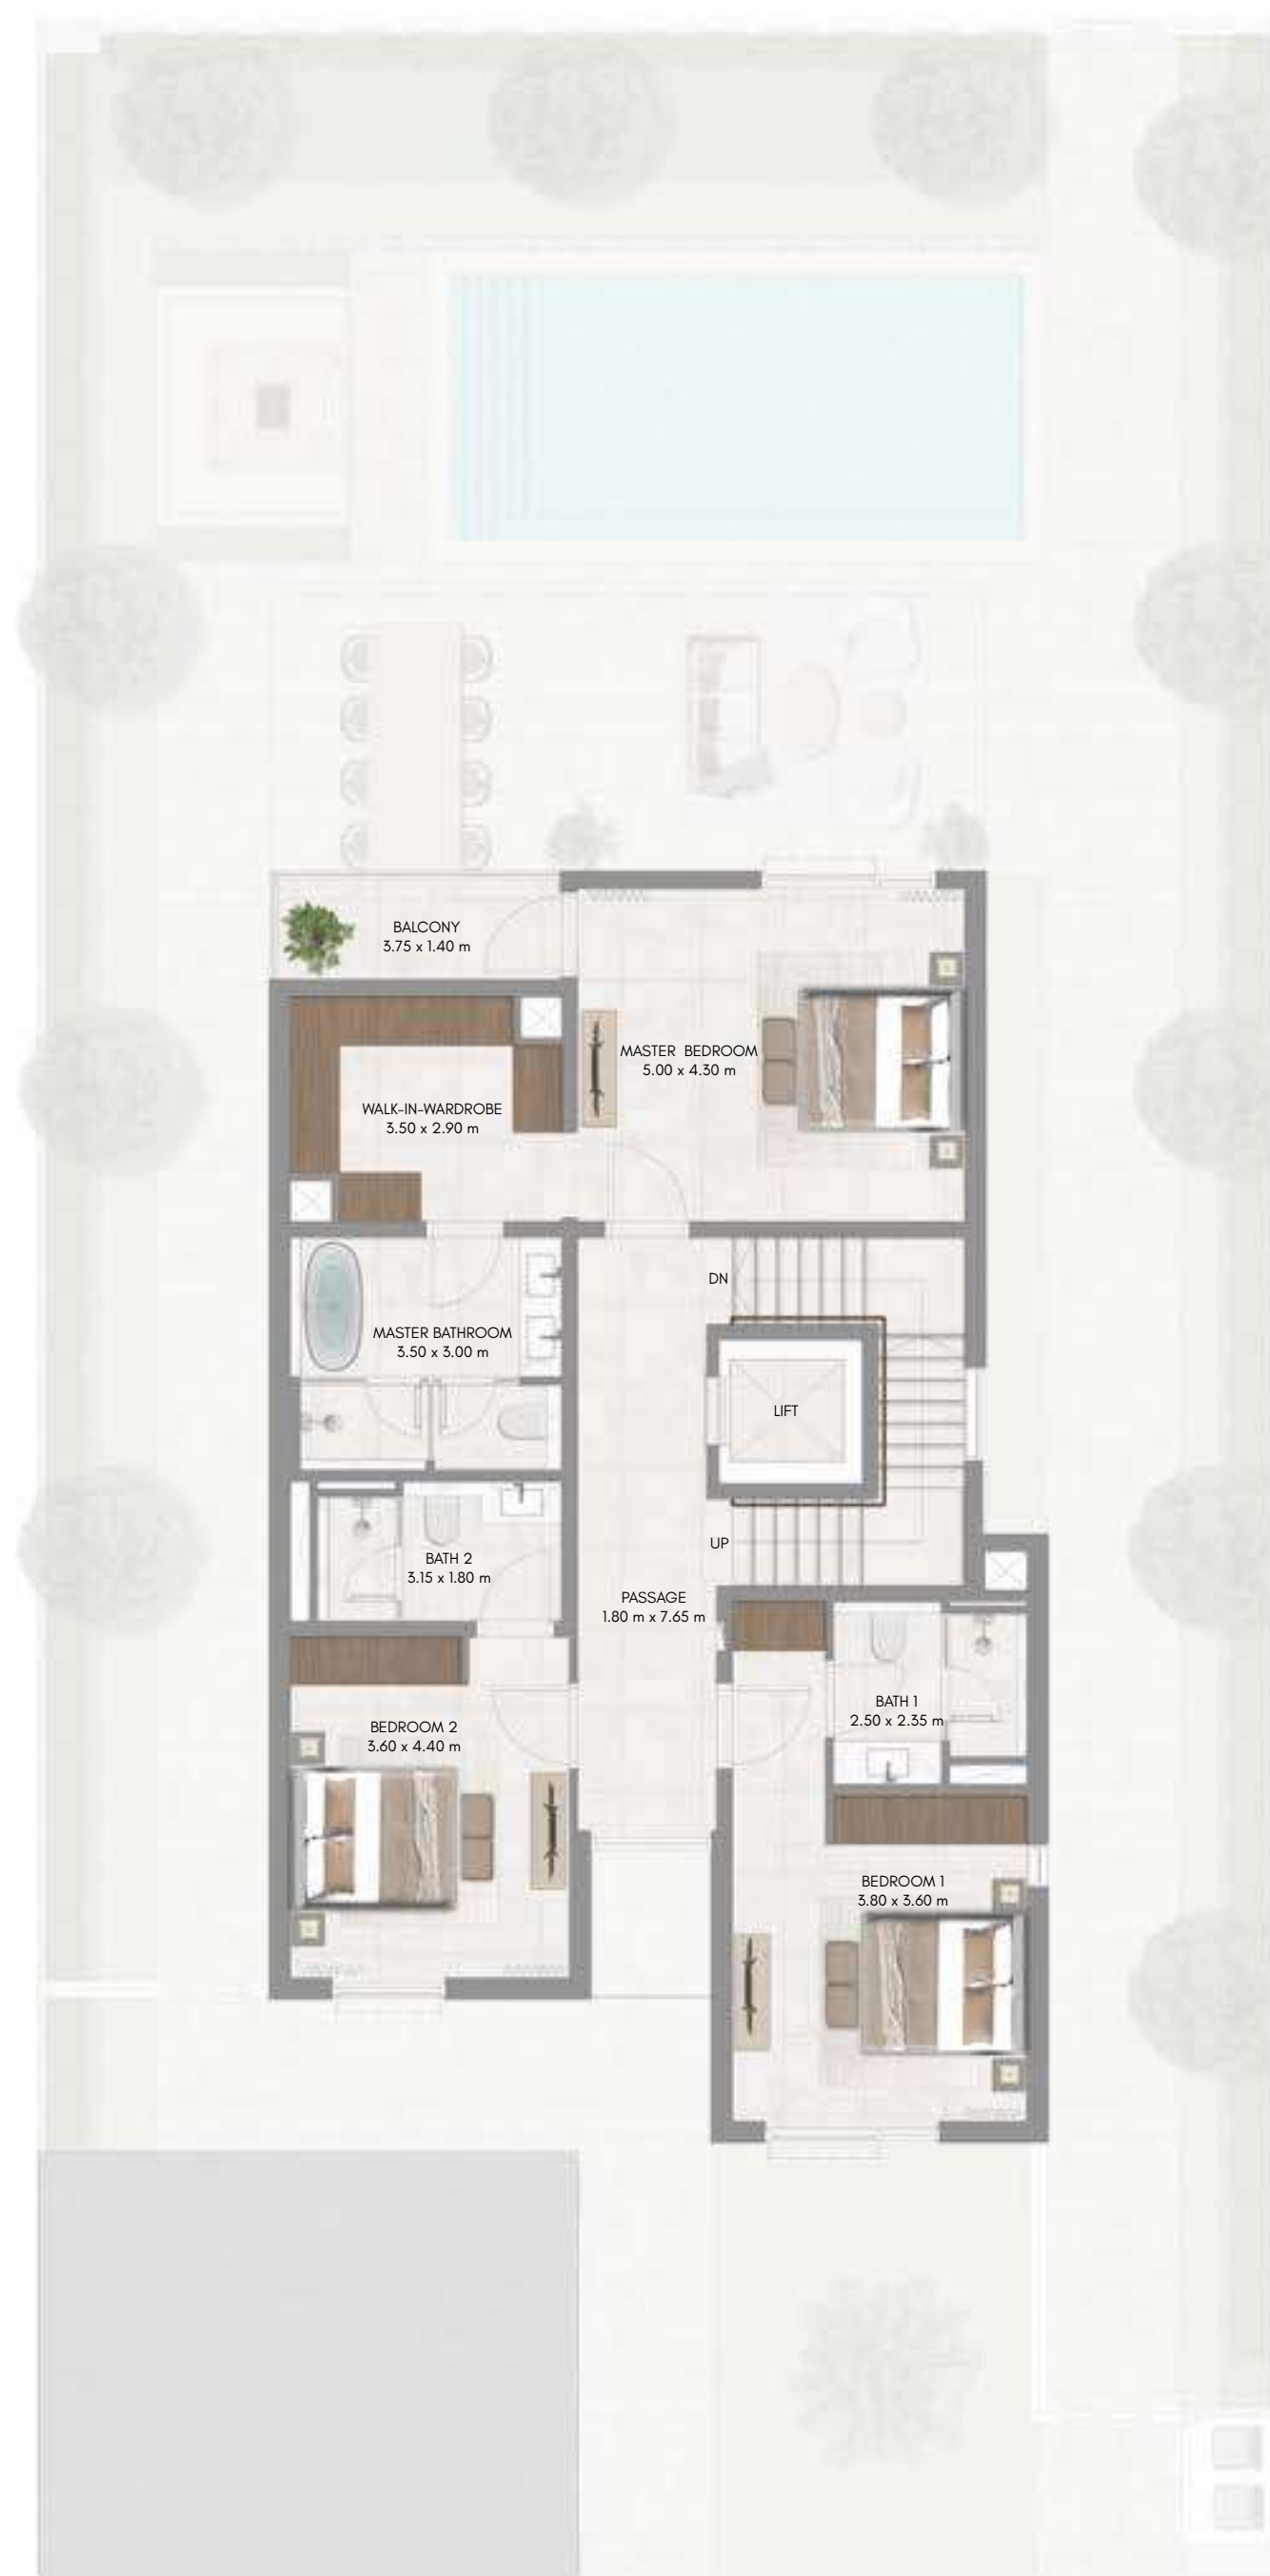 BALCONY
3.75 x 1.40 m
MASTER BEDROOM
5.00 x 4.30 m
WALK-IN-WARDROBE
3.50 x 2.90 m
DN
MASTER BATHROOM
3.50 x 3.00 m
LIFT
UP
BATH 2
3.15 x 1.80 m
PASSAGE
1.80 m x 7.65 m
BATH 1
2.50 x 2.35 m
BEDROOM 2
3.60 x 4.40 m
BEDROOM 1
3.80 x 3.60 m